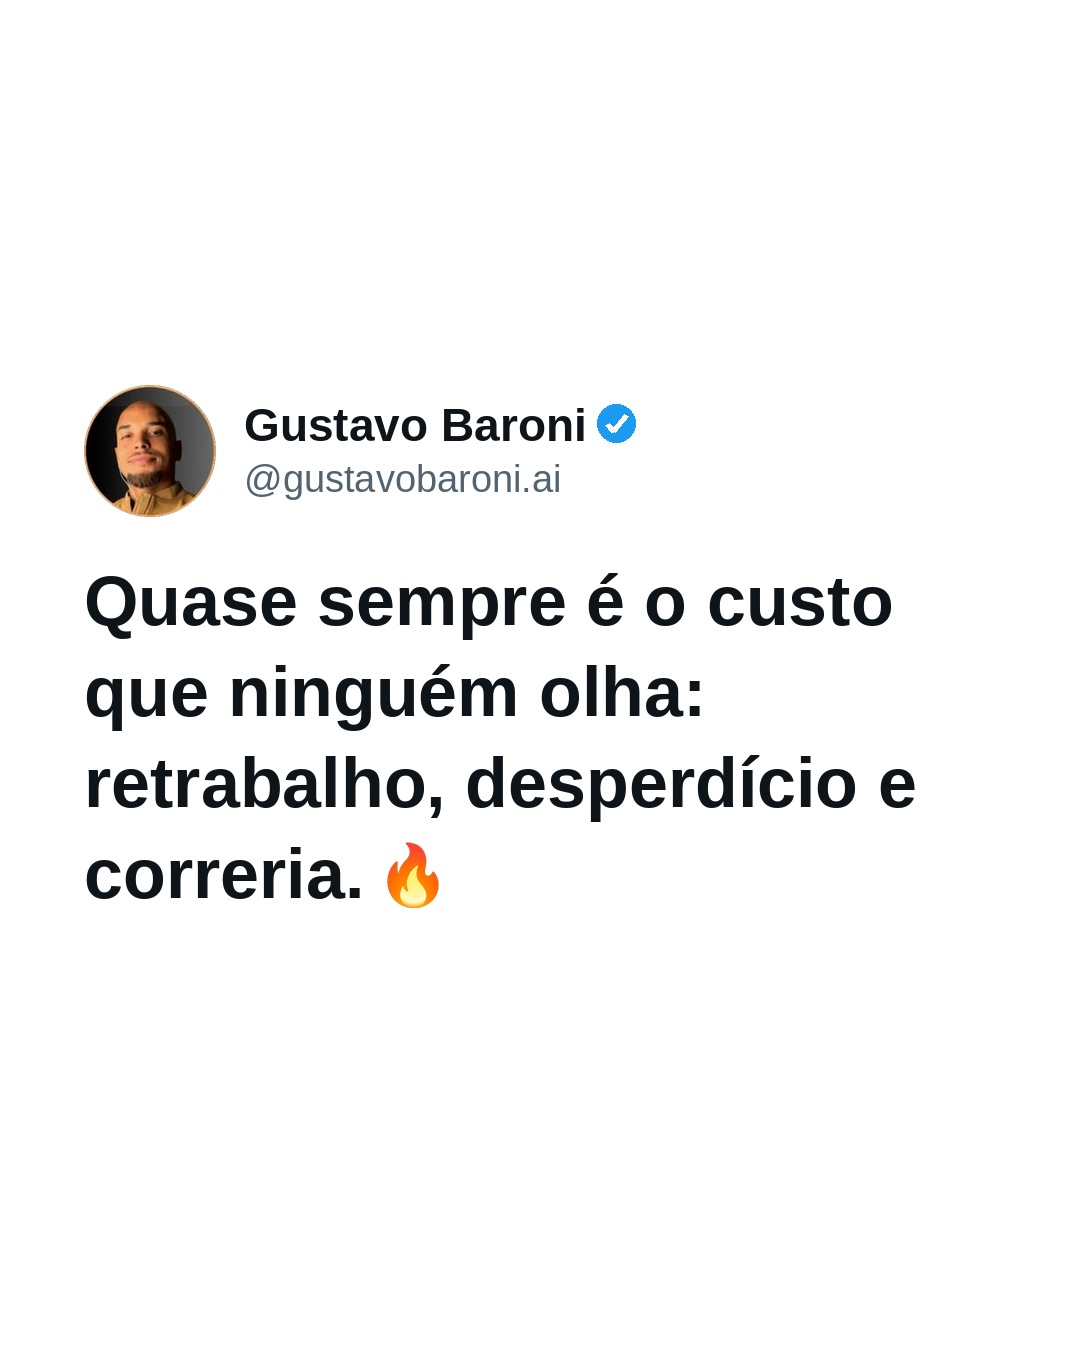 Gustavo Baroni
@gustavobaroni.ai
Quase sempre é o custo
que ninguém olha:
retrabalho, desperdício e
correria. 🔥